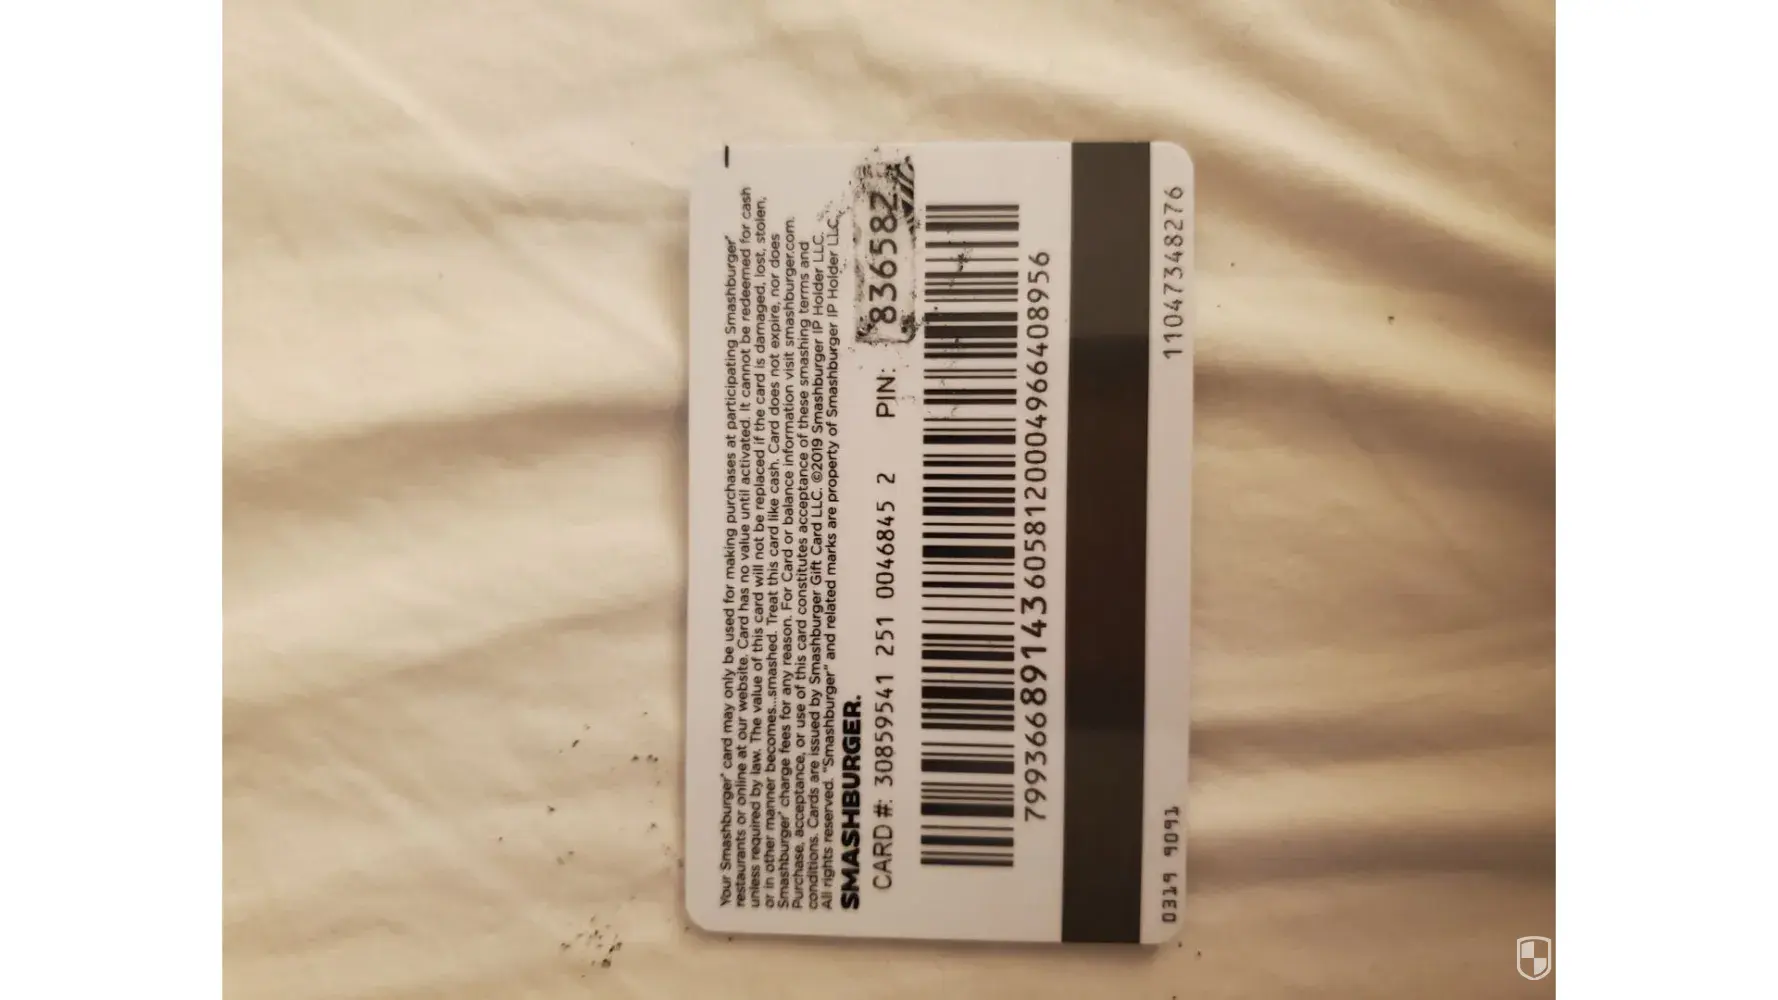 Your Smashburger® card may only be used for making purchases at participating Smashburger®
restaurants or online at our website. Card has no value until activated. It cannot be redeemed for cash
unless required by law. The value of this card will not be replaced if the card is damaged, lost, stolen,
or in other manner becomes...smashed. Treat this card like cash. Card does not expire, nor does
Smashburger® charge fees for any reason. For Card or balance information visit smashburger.com.
Purchase, acceptance, or use of this card constitutes acceptance of these smashing terms and
conditions. Cards are issued by Smashburger Gift Card LLC. ©2019 Smashburger IP Holder LLC.
All rights reserved. "Smashburger" and related marks are property of Smashburger IP Holder LLC.
SMASHBURGER.
CARD#: 30859541 251 0046845 2 PIN: 836582
799366891436058120004966408956
0319 9091 11047348276